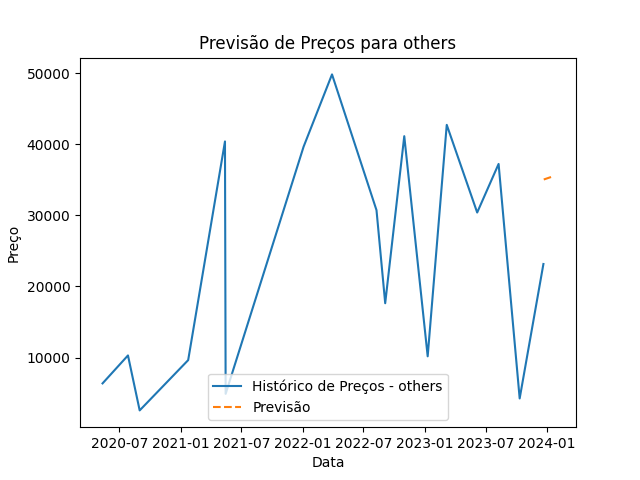 Previsão de Preços para others
Preço
50000
40000
30000
20000
10000
Histórico de Preços - others
Previsão
2020-07 2021-01 2021-07 2022-01 2022-07 2023-01 2023-07 2024-01
Data